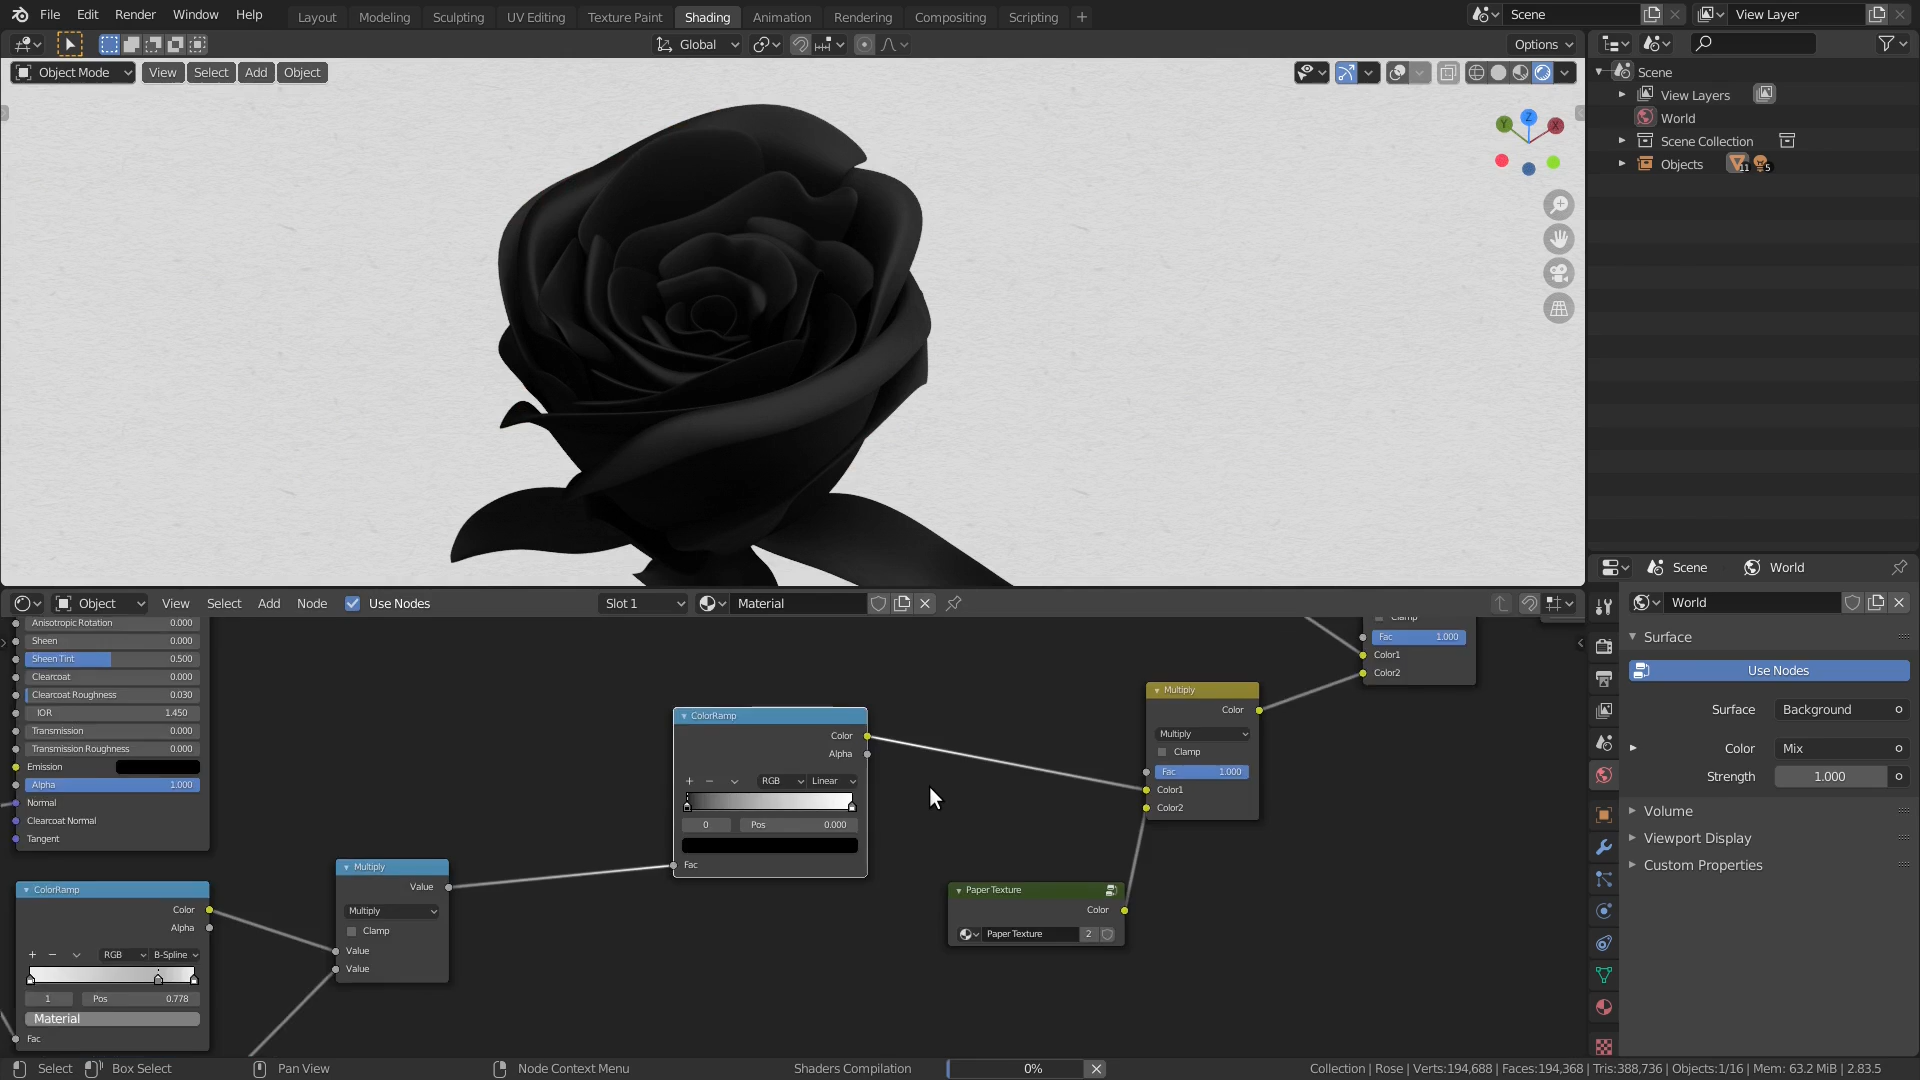 File Edit Render Window Help Layout Modeling Sculpting UV Editing Texture Paint Shading Animation Rendering Compositing Scripting + Scene View Layer
Global Options
Object Mode View Select Add Object
Y Z X
Scene
View Layers
World
Scene Collection
Objects 11 5
Scene World
Object View Select Add Node Use Nodes Slot 1 Material
World
Surface
Use Nodes
Surface Background
Color Mix
Strength 1.000
Volume
Viewport Display
Custom Properties
Anisotropic Rotation 0.000
Sheen 0.000
Sheen Tint 0.500
Clearcoat 0.000
Clearcoat Roughness 0.030
IOR 1.450
Transmission 0.000
Transmission Roughness 0.000
Emission
Alpha 1.000
Normal
Clearcoat Normal
Tangent
ColorRamp
Color
Alpha
+ − RGB B-Spline
1 Pos 0.778
Material
Fac
Multiply
Value
Multiply
Clamp
Value
Value
ColorRamp
Color
Alpha
+ − RGB Linear
0 Pos 0.000
Fac
Paper Texture
Color
Paper Texture 2
Multiply
Color
Multiply
Clamp
Fac 1.000
Color1
Color2
Clamp
Fac 1.000
Color1
Color2
Select Box Select Pan View Node Context Menu Shaders Compilation 0% Collection | Rose | Verts:194,688 | Faces:194,368 | Tris:388,736 | Objects:1/16 | Mem: 63.2 MiB | 2.83.5